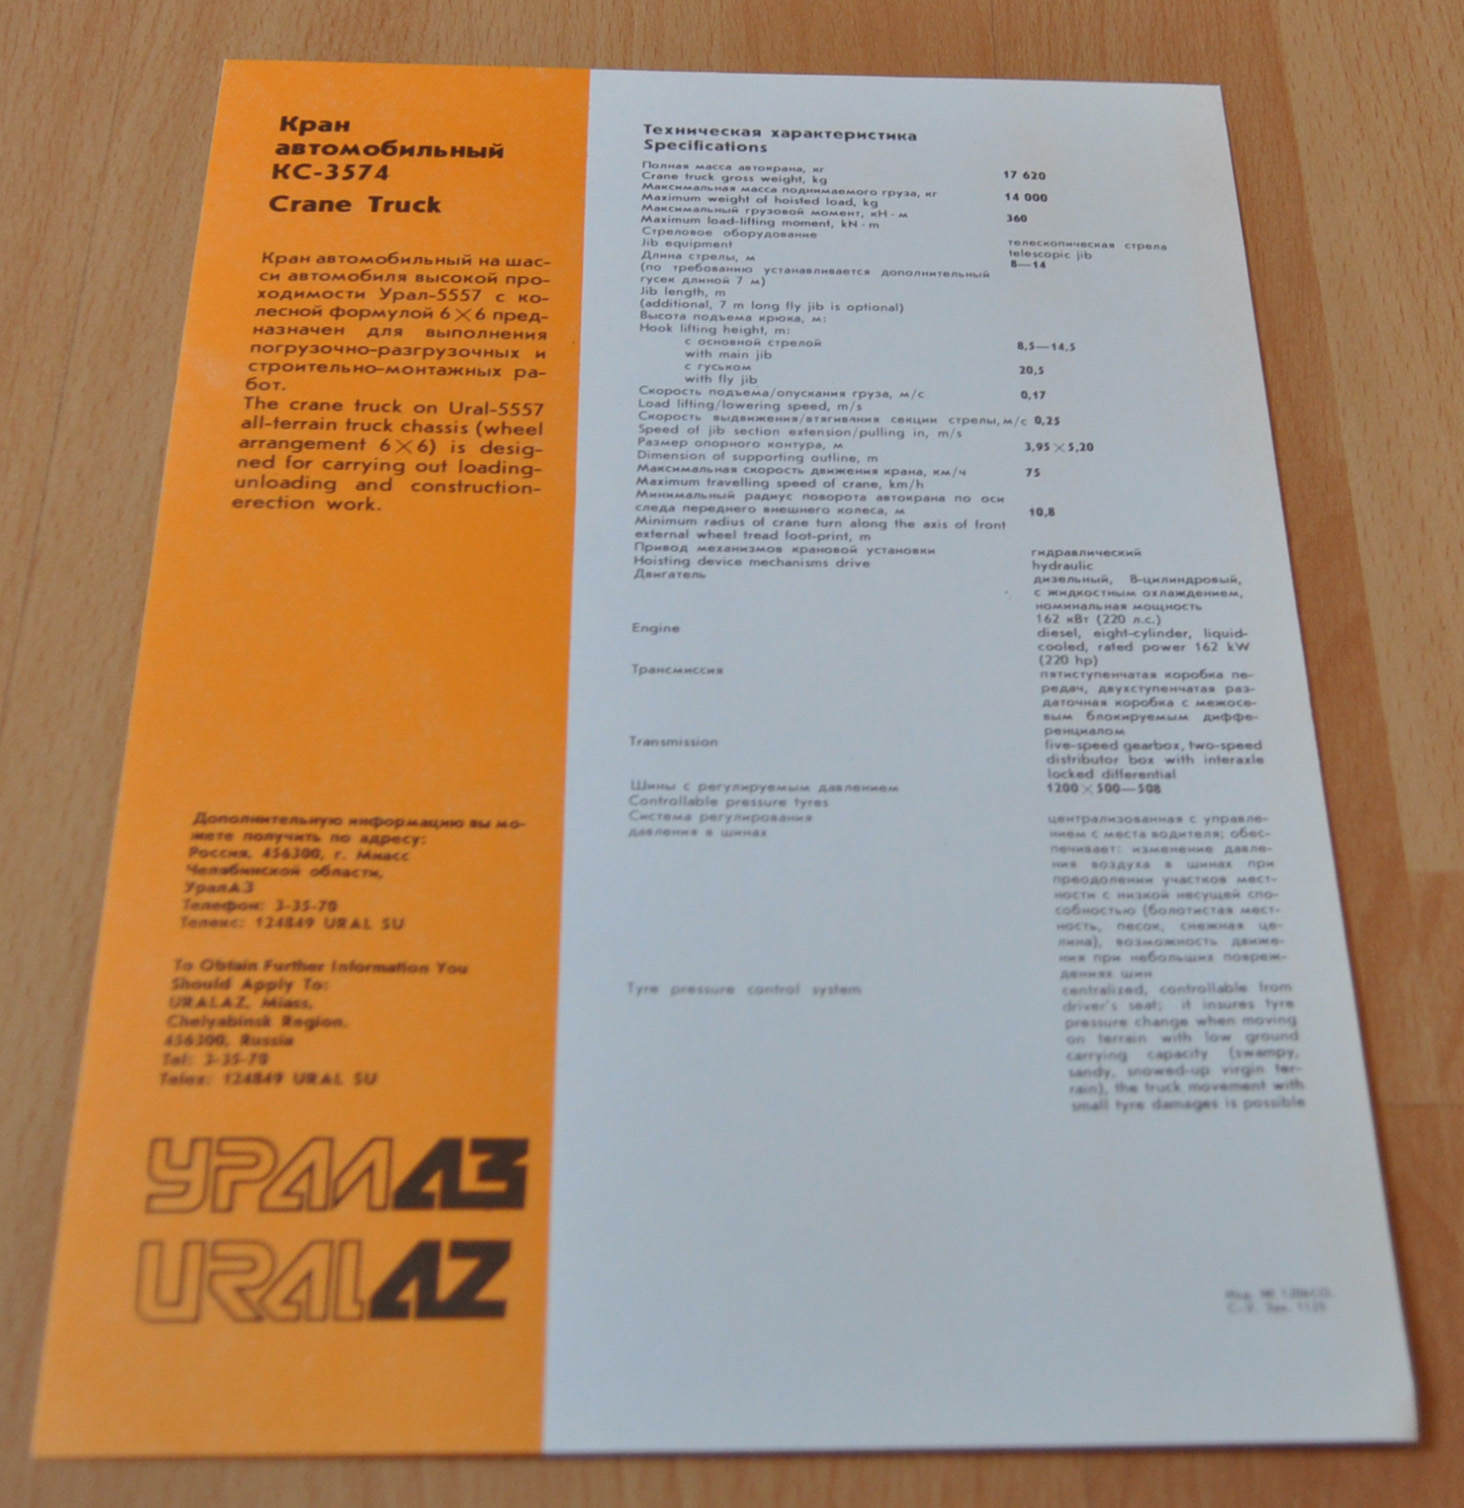 Кран
автомобильный
КС-3574
Crane Truck
Кран автомобильный на шас-
си автомобиля высокой про-
ходимости Урал-5557 с ко-
лесной формулой 6×6 пред-
назначен для выполнения
погрузочно-разгрузочных и
строительно-монтажных ра-
бот.
The crane truck on Ural-5557
all-terrain truck chassis (wheel
arrangement 6×6) is desig-
ned for carrying out loading-
unloading and construction-
erection work.
Дополнительную информацию вы мо-
жете получить по адресу:
Россия, 456300, г. Миасс
Челябинской области,
УралАЗ
Телефон: 3-35-70
Телекс: 124849 URAL SU
To Obtain Further Information You
Should Apply To:
URALAZ, Miass,
Chelyabinsk Region,
456300, Russia
Tel: 3-35-70
Telex: 124849 URAL SU
УРАЛАЗ
URALAZ
Техническая характеристика
Specifications
Полная масса автокрана, кг
Crane truck gross weight, kg 17 620
Максимальная масса поднимаемого груза, кг
Maximum weight of hoisted load, kg 14 000
Максимальный грузовой момент, кН·м
Maximum load-lifting moment, kN·m 360
Стреловое оборудование телескопическая стрела
Jib equipment telescopic jib
Длина стрелы, м 8—14
(по требованию устанавливается дополнительный
гусек длиной 7 м)
Jib length, m
(additional, 7 m long fly jib is optional)
Высота подъема крюка, м:
Hook lifting height, m:
с основной стрелой 8,5—14,5
with main jib
с гуськом 20,5
with fly jib
Скорость подъема/опускания груза, м/с 0,17
Load lifting/lowering speed, m/s
Скорость выдвижения/втягивания секции стрелы, м/с 0,25
Speed of jib section extension/pulling in, m/s
Размер опорного контура, м 3,95×5,20
Dimension of supporting outline, m
Максимальная скорость движения крана, км/ч 75
Maximum travelling speed of crane, km/h
Минимальный радиус поворота автокрана по оси
следа переднего внешнего колеса, м 10,8
Minimum radius of crane turn along the axis of front
external wheel tread foot-print, m
Привод механизмов крановой установки гидравлический
Hoisting device mechanisms drive hydraulic
Двигатель дизельный, 8-цилиндровый,
с жидкостным охлаждением,
номинальная мощность
162 кВт (220 л.с.)
Engine diesel, eight-cylinder, liquid-
cooled, rated power 162 kW
(220 hp)
Трансмиссия пятиступенчатая коробка пе-
редач, двухступенчатая раз-
даточная коробка с межосе-
вым блокируемым диффе-
ренциалом
Transmission five-speed gearbox, two-speed
distributor box with interaxle
locked differential
Шины с регулируемым давлением 1200×500—508
Controllable pressure tyres
Система регулирования централизованная с управле-
давления в шинах нием с места водителя; обес-
печивает: изменение давле-
ния воздуха в шинах при
преодолении участков мест-
ности с низкой несущей спо-
собностью (болотистая мест-
ность, песок, снежная це-
лина), возможность движе-
ния при небольших повреж-
дениях шин
Tyre pressure control system centralized, controllable from
driver's seat; it insures tyre
pressure change when moving
on terrain with low ground
carrying capacity (swampy,
sandy, snowed-up virgin ter-
rain), the truck movement with
small tyre damages is possible